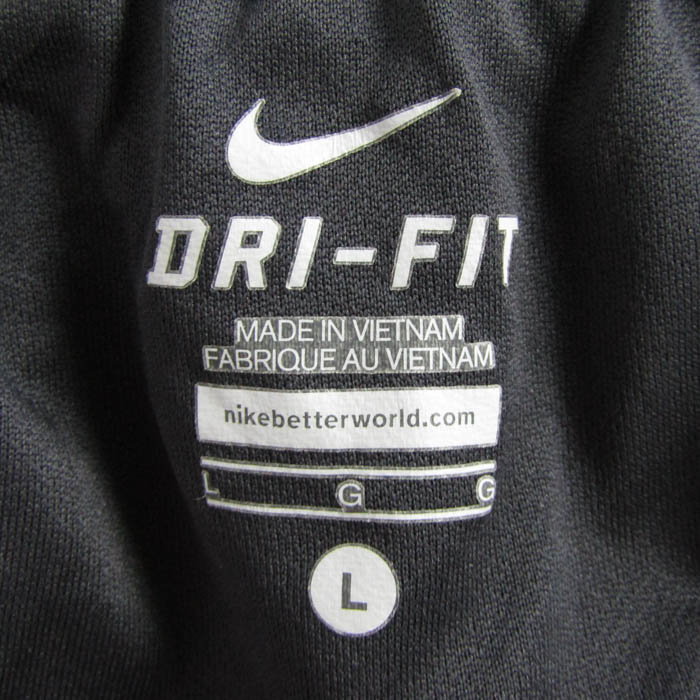 DRI-FIT
MADE IN VIETNAM
FABRIQUE AU VIETNAM
nikebetterworld.com
L G G
L